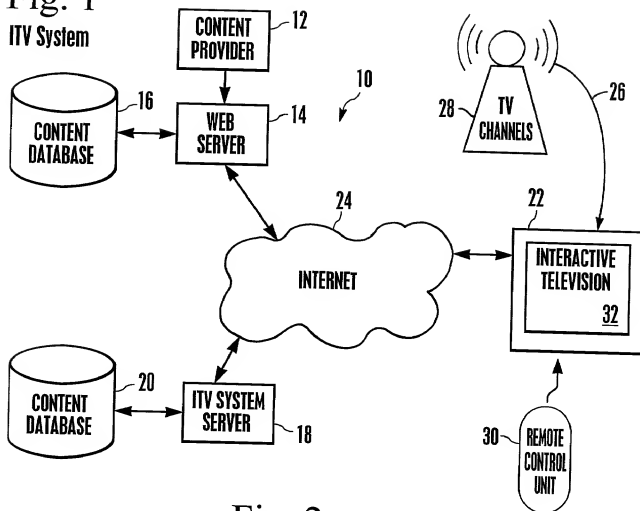 Fig. 1
ITV System
CONTENT
PROVIDER
12
10
16
CONTENT
DATABASE
WEB
SERVER
14
28
TV
CHANNELS
26
24
INTERNET
22
INTERACTIVE
TELEVISION
32
20
CONTENT
DATABASE
ITV SYSTEM
SERVER
18
30
REMOTE
CONTROL
UNIT
Fig. 2